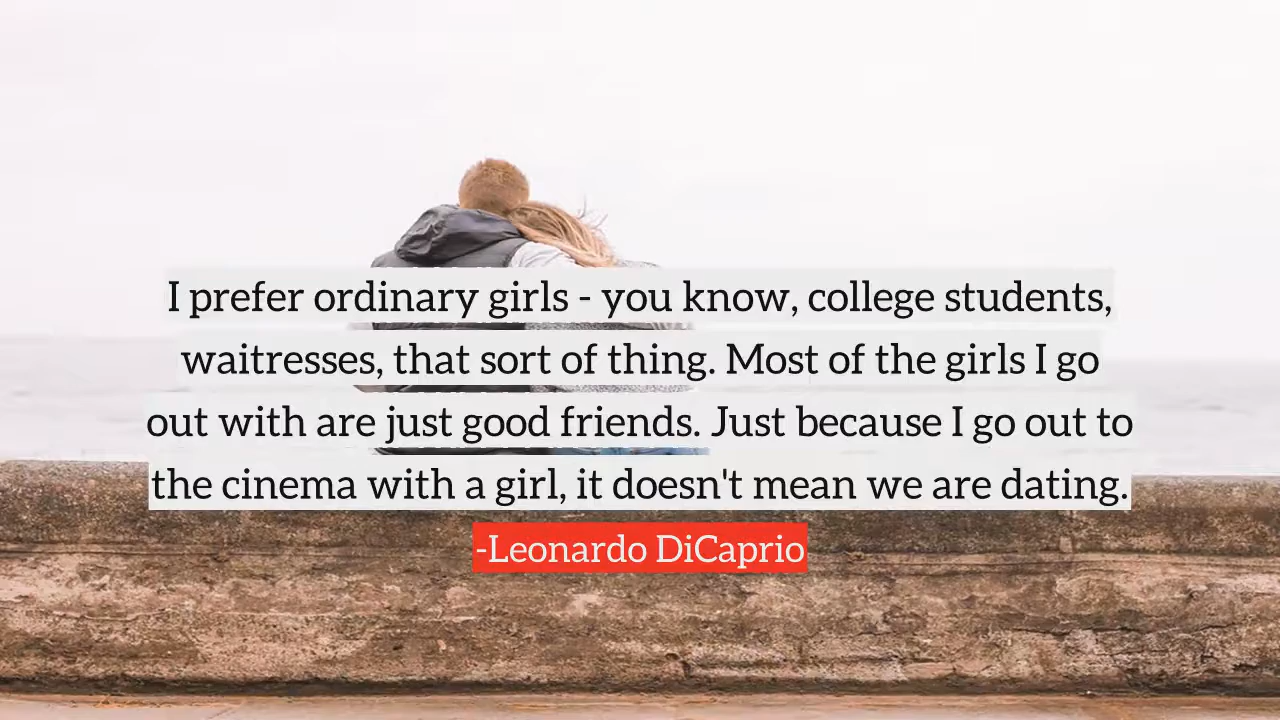 I prefer ordinary girls - you know, college students,
waitresses, that sort of thing. Most of the girls I go
out with are just good friends. Just because I go out to
the cinema with a girl, it doesn't mean we are dating.
-Leonardo DiCaprio